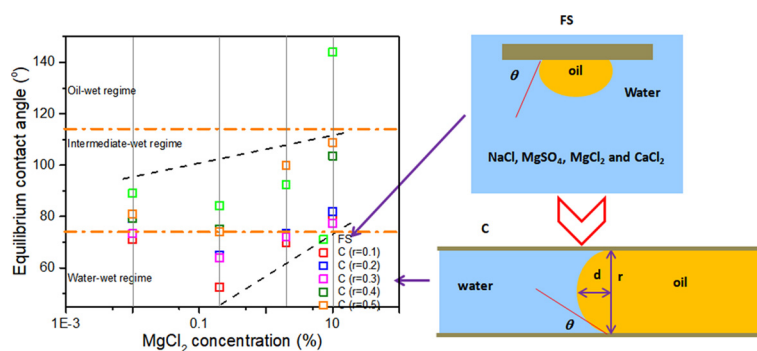 Equilibrium contact angle (°)
140
120
100
80
60
Oil-wet regime
Intermediate-wet regime
Water-wet regime
FS
C (r=0.1)
C (r=0.2)
C (r=0.3)
C (r=0.4)
C (r=0.5)
1E-3 0.1 10
MgCl2 concentration (%)
FS
θ
oil
Water
NaCl, MgSO4, MgCl2 and CaCl2
C
water
d
r
oil
θ